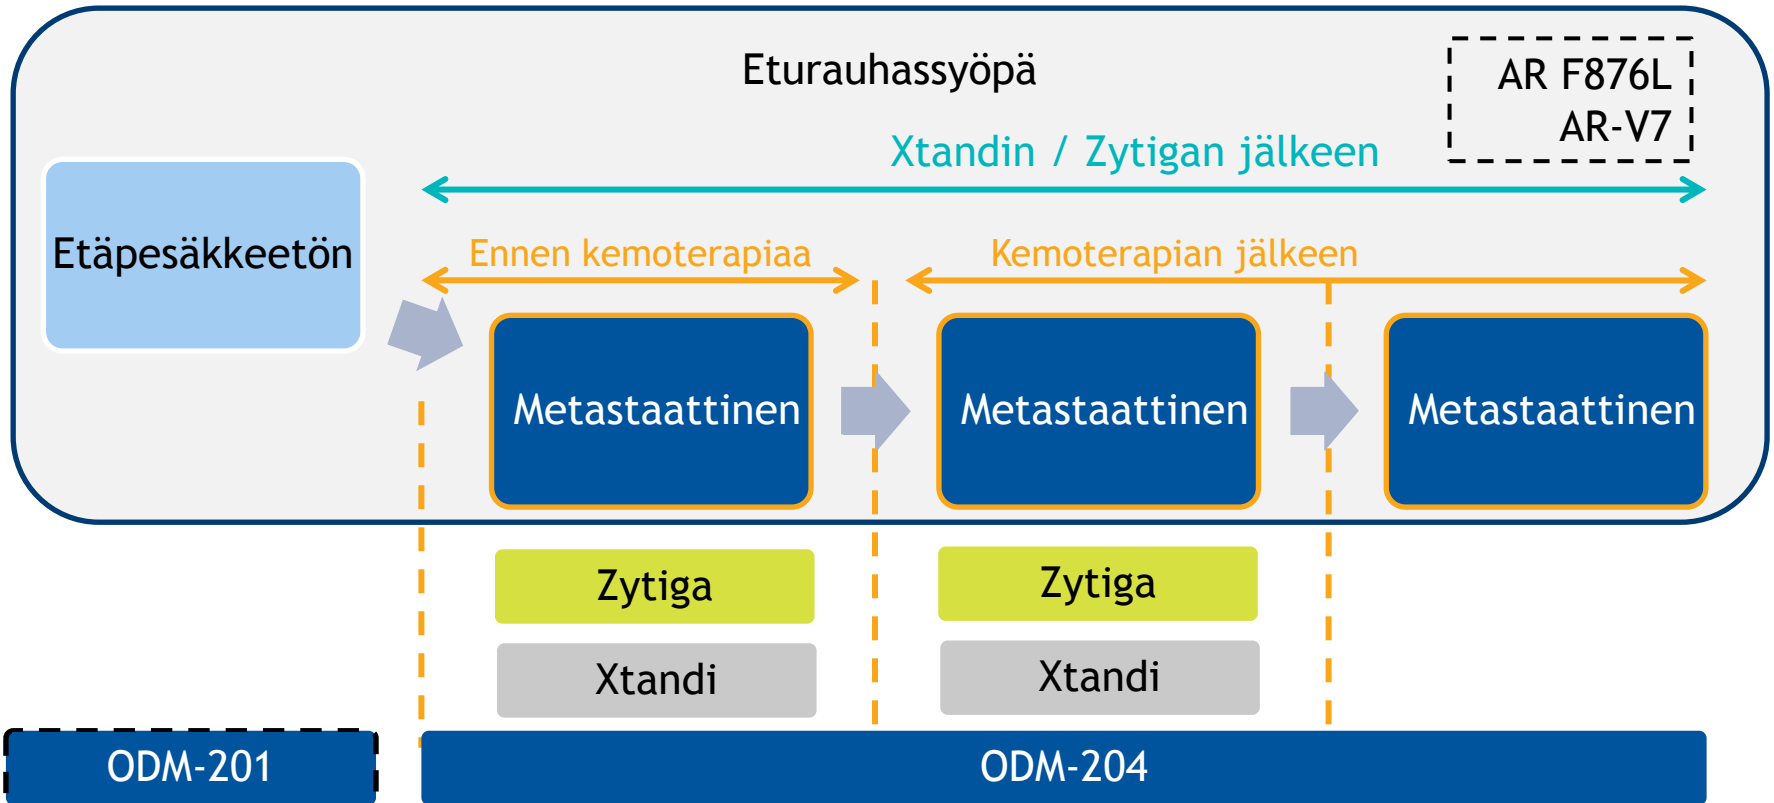 Eturauhassyöpä
AR F876L
AR-V7
Xtandin / Zytigan jälkeen
Etäpesäkkeetön
Ennen kemoterapiaa
Kemoterapian jälkeen
Metastaattinen
Metastaattinen
Metastaattinen
Zytiga
Zytiga
Xtandi
Xtandi
ODM-201
ODM-204